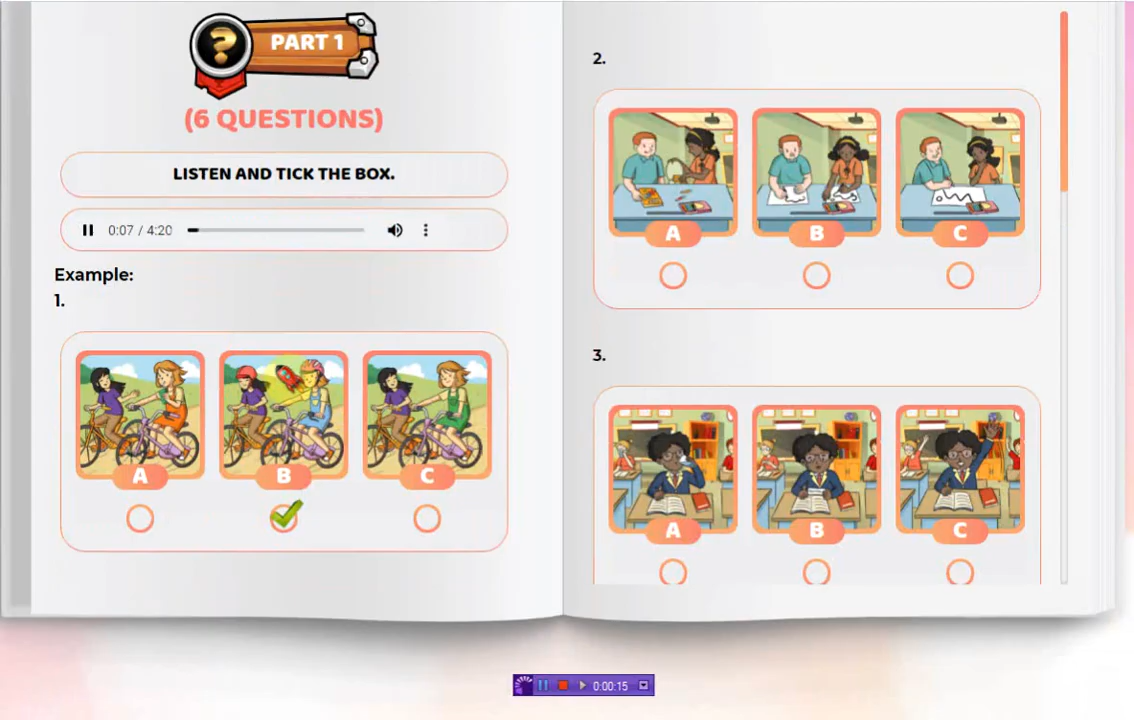 PART 1
(6 QUESTIONS)
LISTEN AND TICK THE BOX.
0:07 / 4:20
Example:
1.
A B C
2.
A B C
3.
A B C
0:00:15